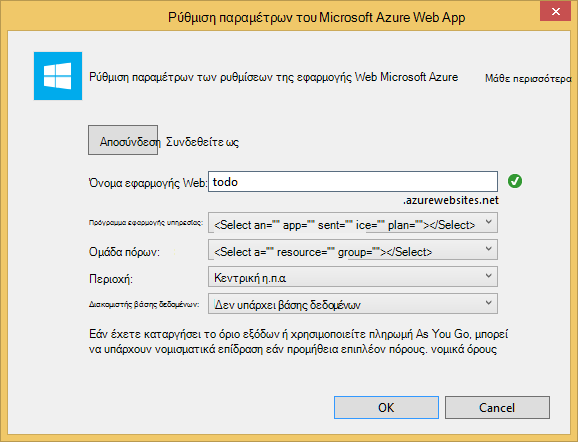 Ρύθμιση παραμέτρων του Microsoft Azure Web App
Ρύθμιση παραμέτρων των ρυθμίσεων της εφαρμογής Web Microsoft Azure Μάθε περισσότερα
Αποσύνδεση Συνδεθείτε ως
Όνομα εφαρμογής Web: todo
.azurewebsites.net
Πρόγραμμα εφαρμογής υπηρεσίας: <Select an="" app="" sent="" ice="" plan=""></Select>
Ομάδα πόρων: <Select a="" resource="" group=""></Select>
Περιοχή: Κεντρική η.π.α
Διακομιστής βάσης δεδομένων: Δεν υπάρχει βάσης δεδομένων
Εάν έχετε καταργήσει το όριο εξόδων ή χρησιμοποιείτε πληρωμή As You Go, μπορεί
να υπάρχουν νομισματικά επίδραση εάν προμήθεια επιπλέον πόρους. νομικά όρους
OK Cancel